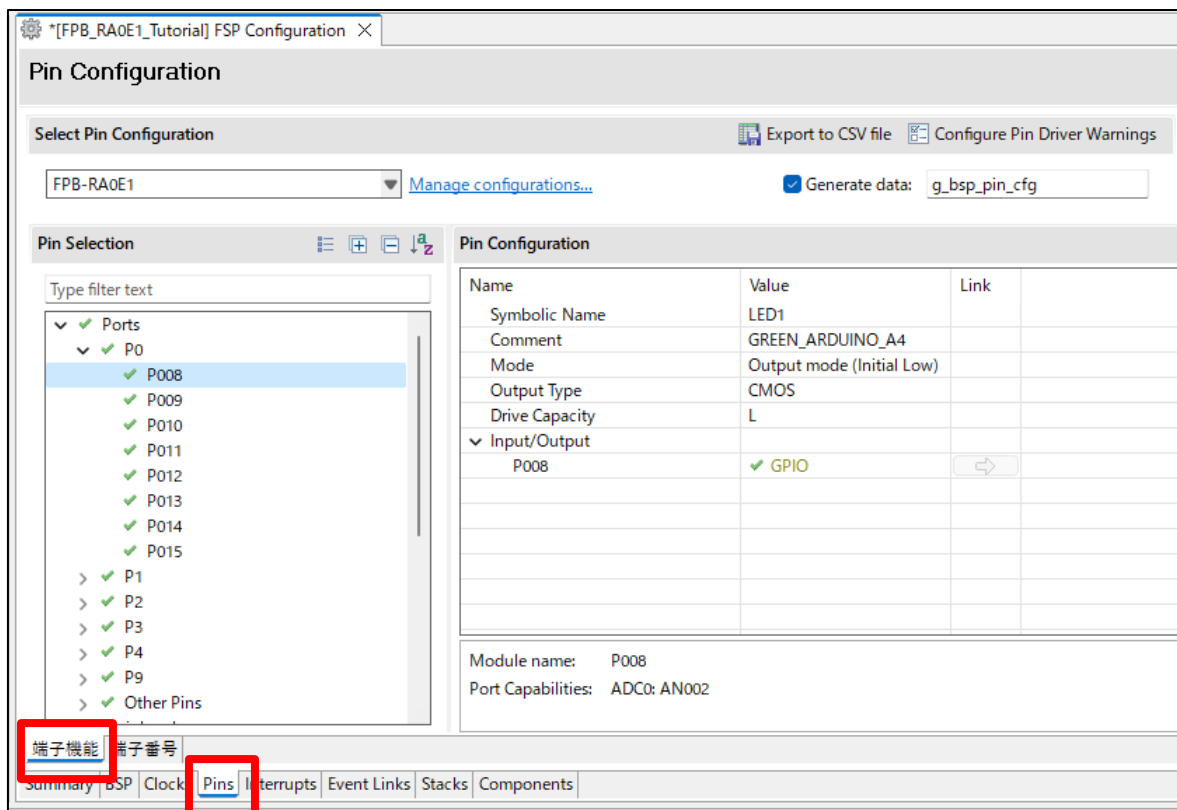 *[FPB_RA0E1_Tutorial] FSP Configuration
Pin Configuration
Select Pin Configuration
Export to CSV file
Configure Pin Driver Warnings
FPB-RA0E1
Manage configurations...
Generate data:
g_bsp_pin_cfg
Pin Selection
Type filter text
Ports
P0
P008
P009
P010
P011
P012
P013
P014
P015
P1
P2
P3
P4
P9
Other Pins
Pin Configuration
Name Value Link
Symbolic Name LED1
Comment GREEN_ARDUINO_A4
Mode Output mode (Initial Low)
Output Type CMOS
Drive Capacity L
Input/Output
P008 GPIO
Module name: P008
Port Capabilities: ADC0: AN002
端子機能 端子番号
Summary BSP Clocks Pins Interrupts Event Links Stacks Components